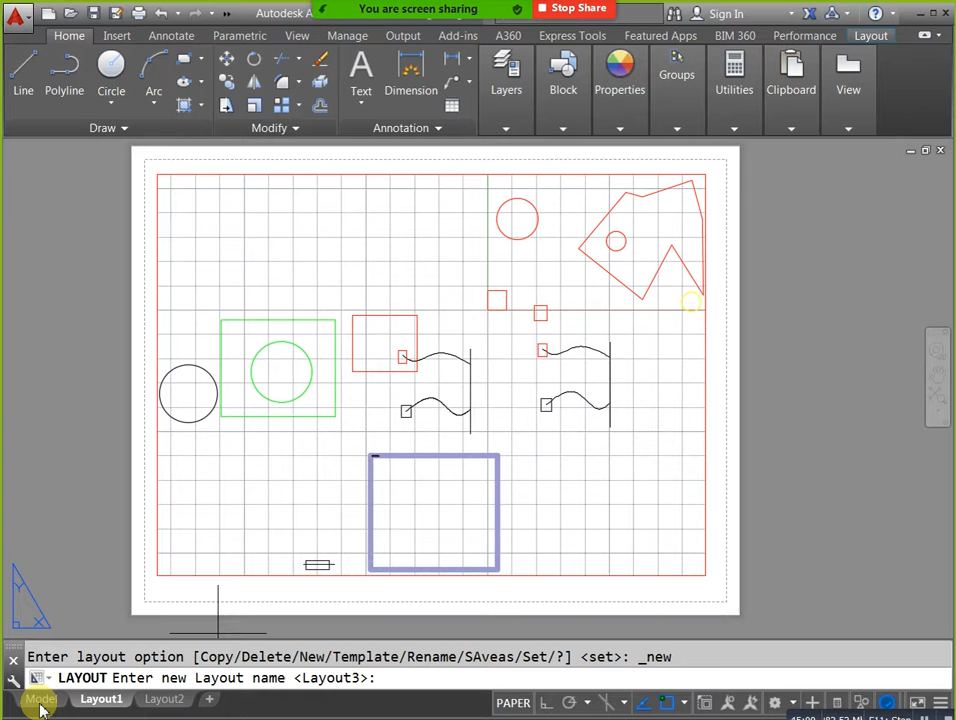 You are screen sharing
Stop Share
Autodesk A
Sign In
Home Insert Annotate Parametric View Manage Output Add-ins A360 Express Tools Featured Apps BIM 360 Performance Layout
Line Polyline Circle Arc Text Dimension Layers Block Properties Groups Utilities Clipboard View
Draw Modify Annotation
Enter layout option [Copy/Delete/New/Template/Rename/SAveas/Set/?] <set>: _new
LAYOUT Enter new Layout name <Layout3>:
Model Layout1 Layout2 + PAPER
X